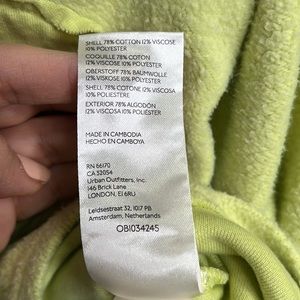 SHELL 78% COTTON 12% VISCOSE
10% POLYESTER
COQUILLE 78% COTON
12% VISCOSE 10% POLYESTER
OBERSTOFF 78% BAUMWOLLE
12% VISKOSE 10% POLYESTER
SHELL 78% COTONE 12% VISCOSA
10% POLIESTERE
EXTERIOR 78% ALGODÓN
12% VISCOSA 10% POLIÉSTER
MADE IN CAMBODIA
HECHO EN CAMBOYA
RN 66170
CA 32054
Urban Outfitters, Inc.
146 Brick Lane
LONDON, E1 6RU
Leidsestraat 32, 1017 PB
Amsterdam, Netherlands
OB1034245